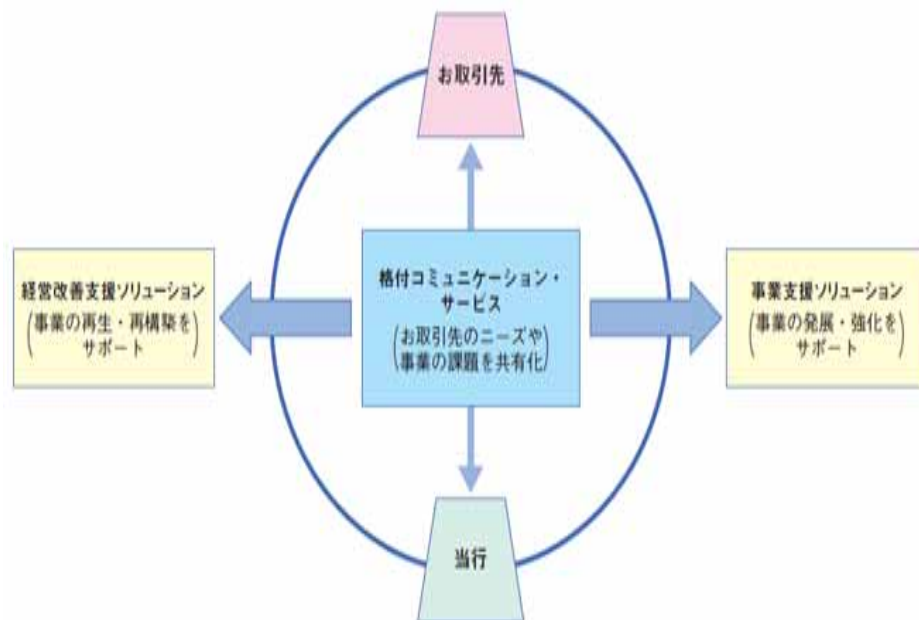 お取引先
経営改善支援ソリューション
(事業の再生・再構築を
サポート)
格付コミュニケーション・
サービス
(お取引先のニーズや
事業の課題を共有化)
事業支援ソリューション
(事業の発展・強化を
サポート)
当行